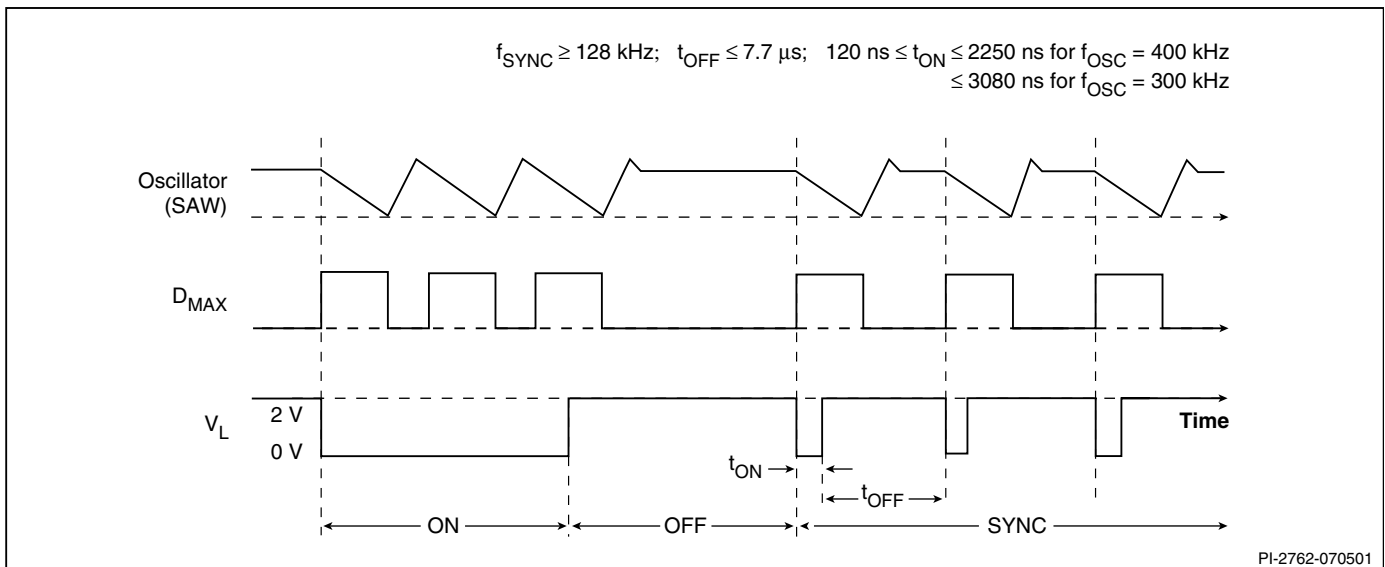 f_SYNC ≥ 128 kHz; t_OFF ≤ 7.7 μs; 120 ns ≤ t_ON ≤ 2250 ns for f_OSC = 400 kHz
≤ 3080 ns for f_OSC = 300 kHz
Oscillator
(SAW)
D_MAX
V_L
2 V
0 V
Time
t_ON
t_OFF
ON
OFF
SYNC
PI-2762-070501